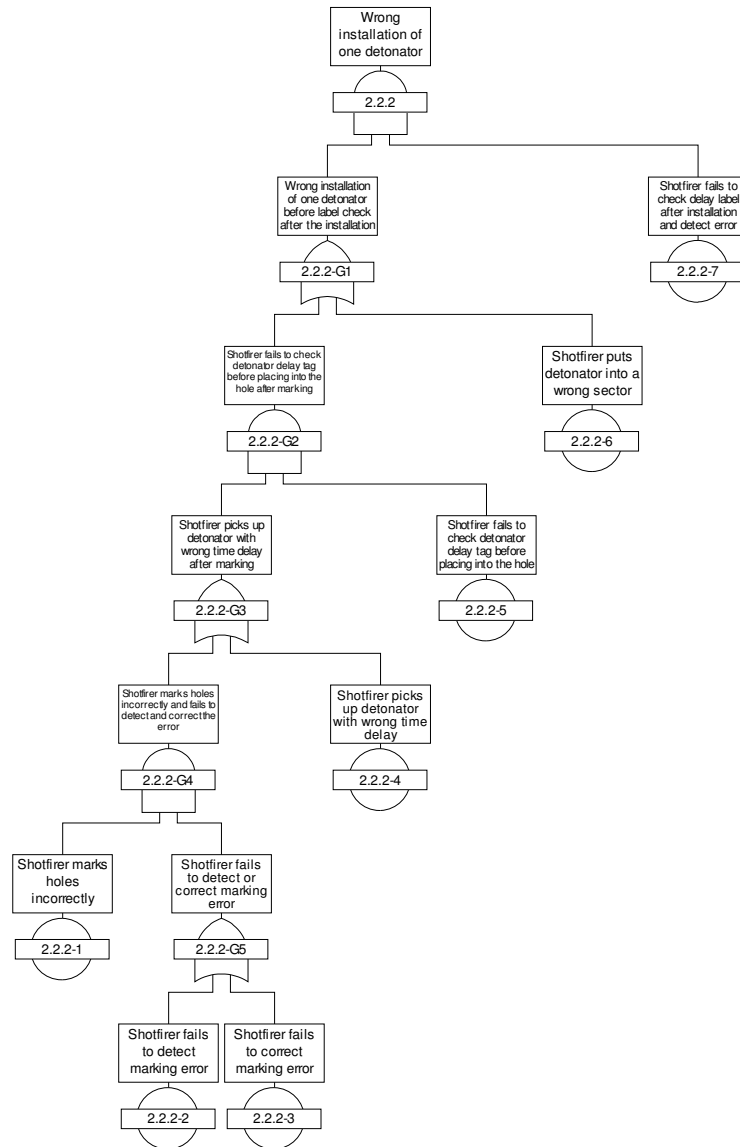 Wrong
installation of
one detonator
2.2.2
Wrong installation
of one detonator
before label check
after the installation
2.2.2-G1
Shotfirer fails to
check delay label
after installation
and detect error
2.2.2-7
Shotfirer fails to check
detonator delay tag
before placing into the
hole after marking
2.2.2-G2
Shotfirer puts
detonator into a
wrong sector
2.2.2-6
Shotfirer picks up
detonator with
wrong time delay
after marking
2.2.2-G3
Shotfirer fails to
check detonator
delay tag before
placing into the hole
2.2.2-5
Shotfirer marks holes
incorrectly and fails to
detect and correct the
error
2.2.2-G4
Shotfirer picks
up detonator
with wrong time
delay
2.2.2-4
Shotfirer marks
holes
incorrectly
2.2.2-1
Shotfirer fails
to detect or
correct marking
error
2.2.2-G5
Shotfirer fails
to detect
marking error
2.2.2-2
Shotfirer fails
to correct
marking error
2.2.2-3